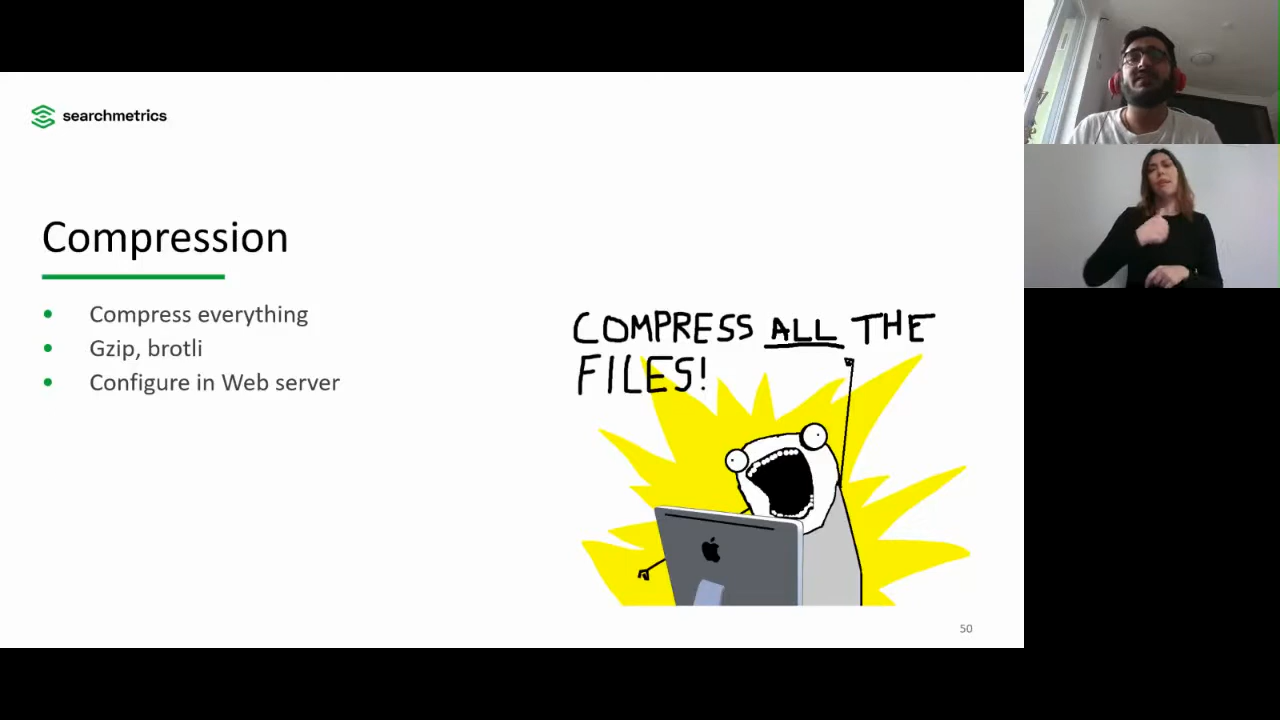 searchmetrics
Compression
• Compress everything
• Gzip, brotli
• Configure in Web server
COMPRESS ALL THE
FILES!
50